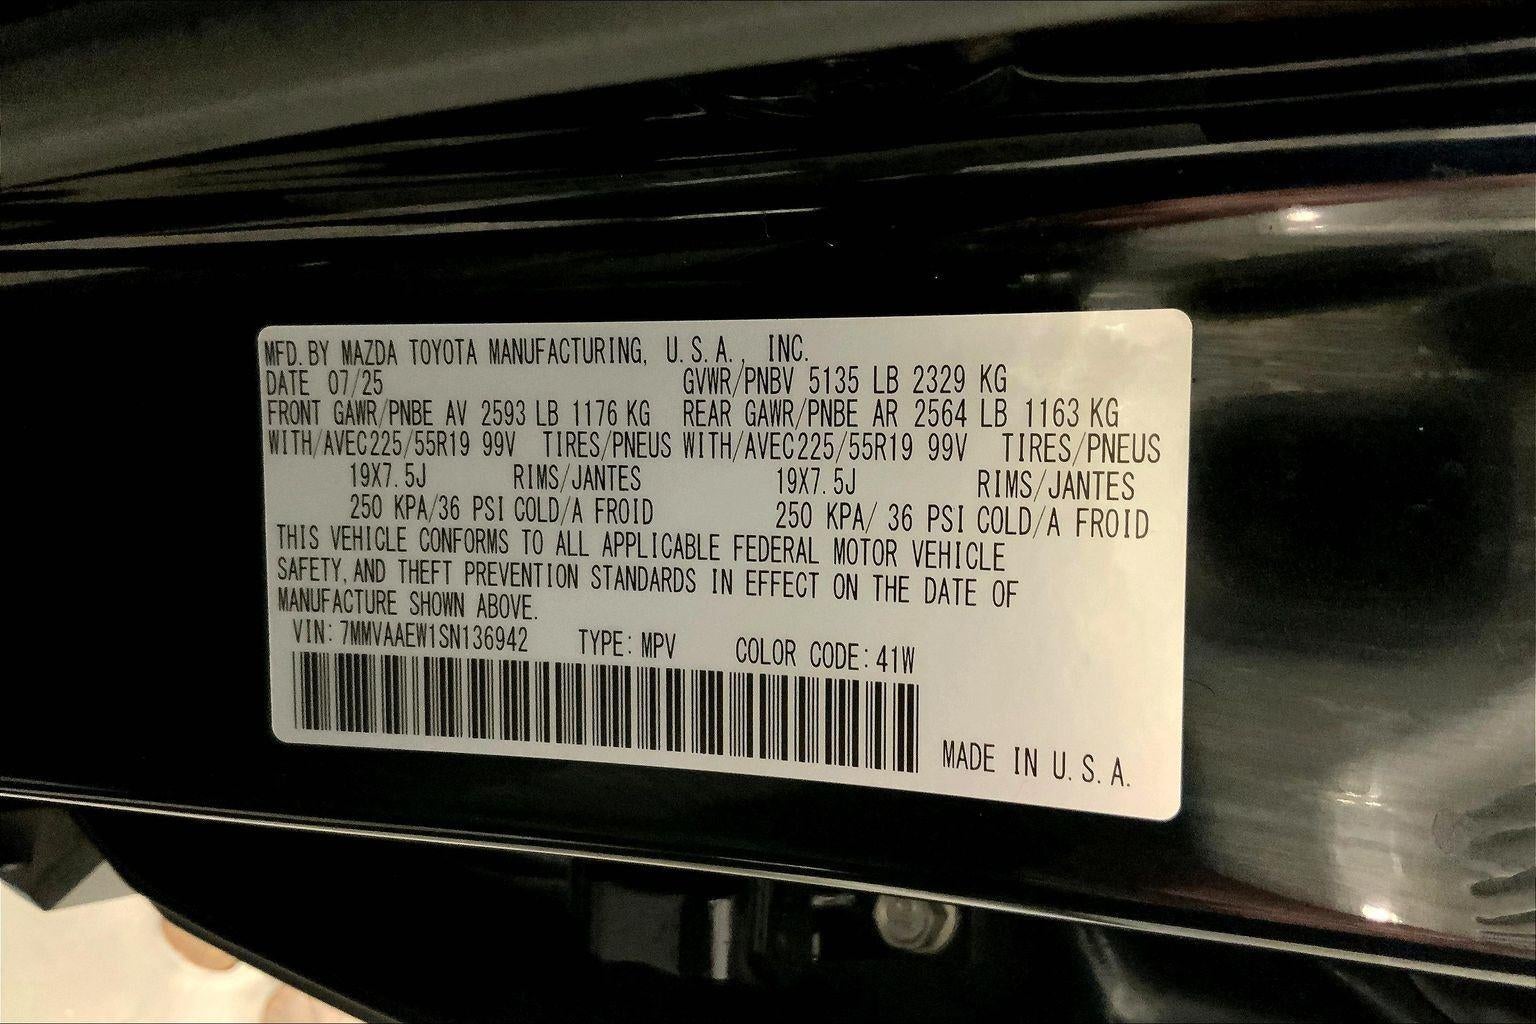 MFD. BY MAZDA TOYOTA MANUFACTURING, U.S.A., INC.
DATE 07/25 GVWR/PNBV 5135 LB 2329 KG
FRONT GAWR/PNBE AV 2593 LB 1176 KG REAR GAWR/PNBE AR 2564 LB 1163 KG
WITH/AVEC225/55R19 99V TIRES/PNEUS WITH/AVEC225/55R19 99V TIRES/PNEUS
19X7.5J RIMS/JANTES 19X7.5J RIMS/JANTES
250 KPA/36 PSI COLD/A FROID 250 KPA/ 36 PSI COLD/A FROID
THIS VEHICLE CONFORMS TO ALL APPLICABLE FEDERAL MOTOR VEHICLE
SAFETY, AND THEFT PREVENTION STANDARDS IN EFFECT ON THE DATE OF
MANUFACTURE SHOWN ABOVE.
VIN: 7MMVAAEW1SN136942 TYPE: MPV COLOR CODE: 41W
MADE IN U.S.A.